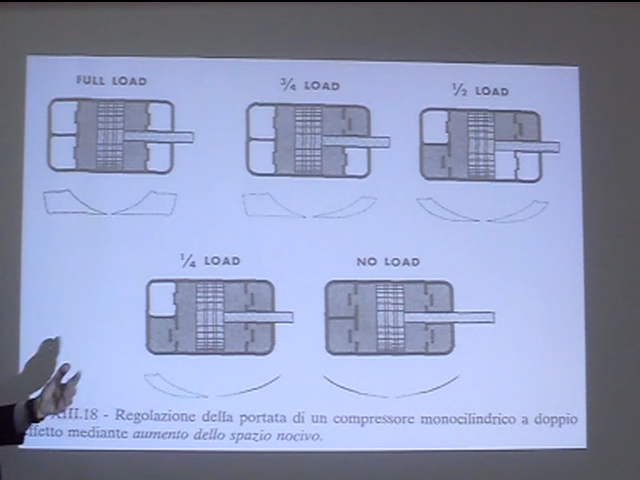 FULL LOAD
3/4 LOAD
1/2 LOAD
1/4 LOAD
NO LOAD
XIII.18 - Regolazione della portata di un compressore monocilindrico a doppio
effetto mediante aumento dello spazio nocivo.